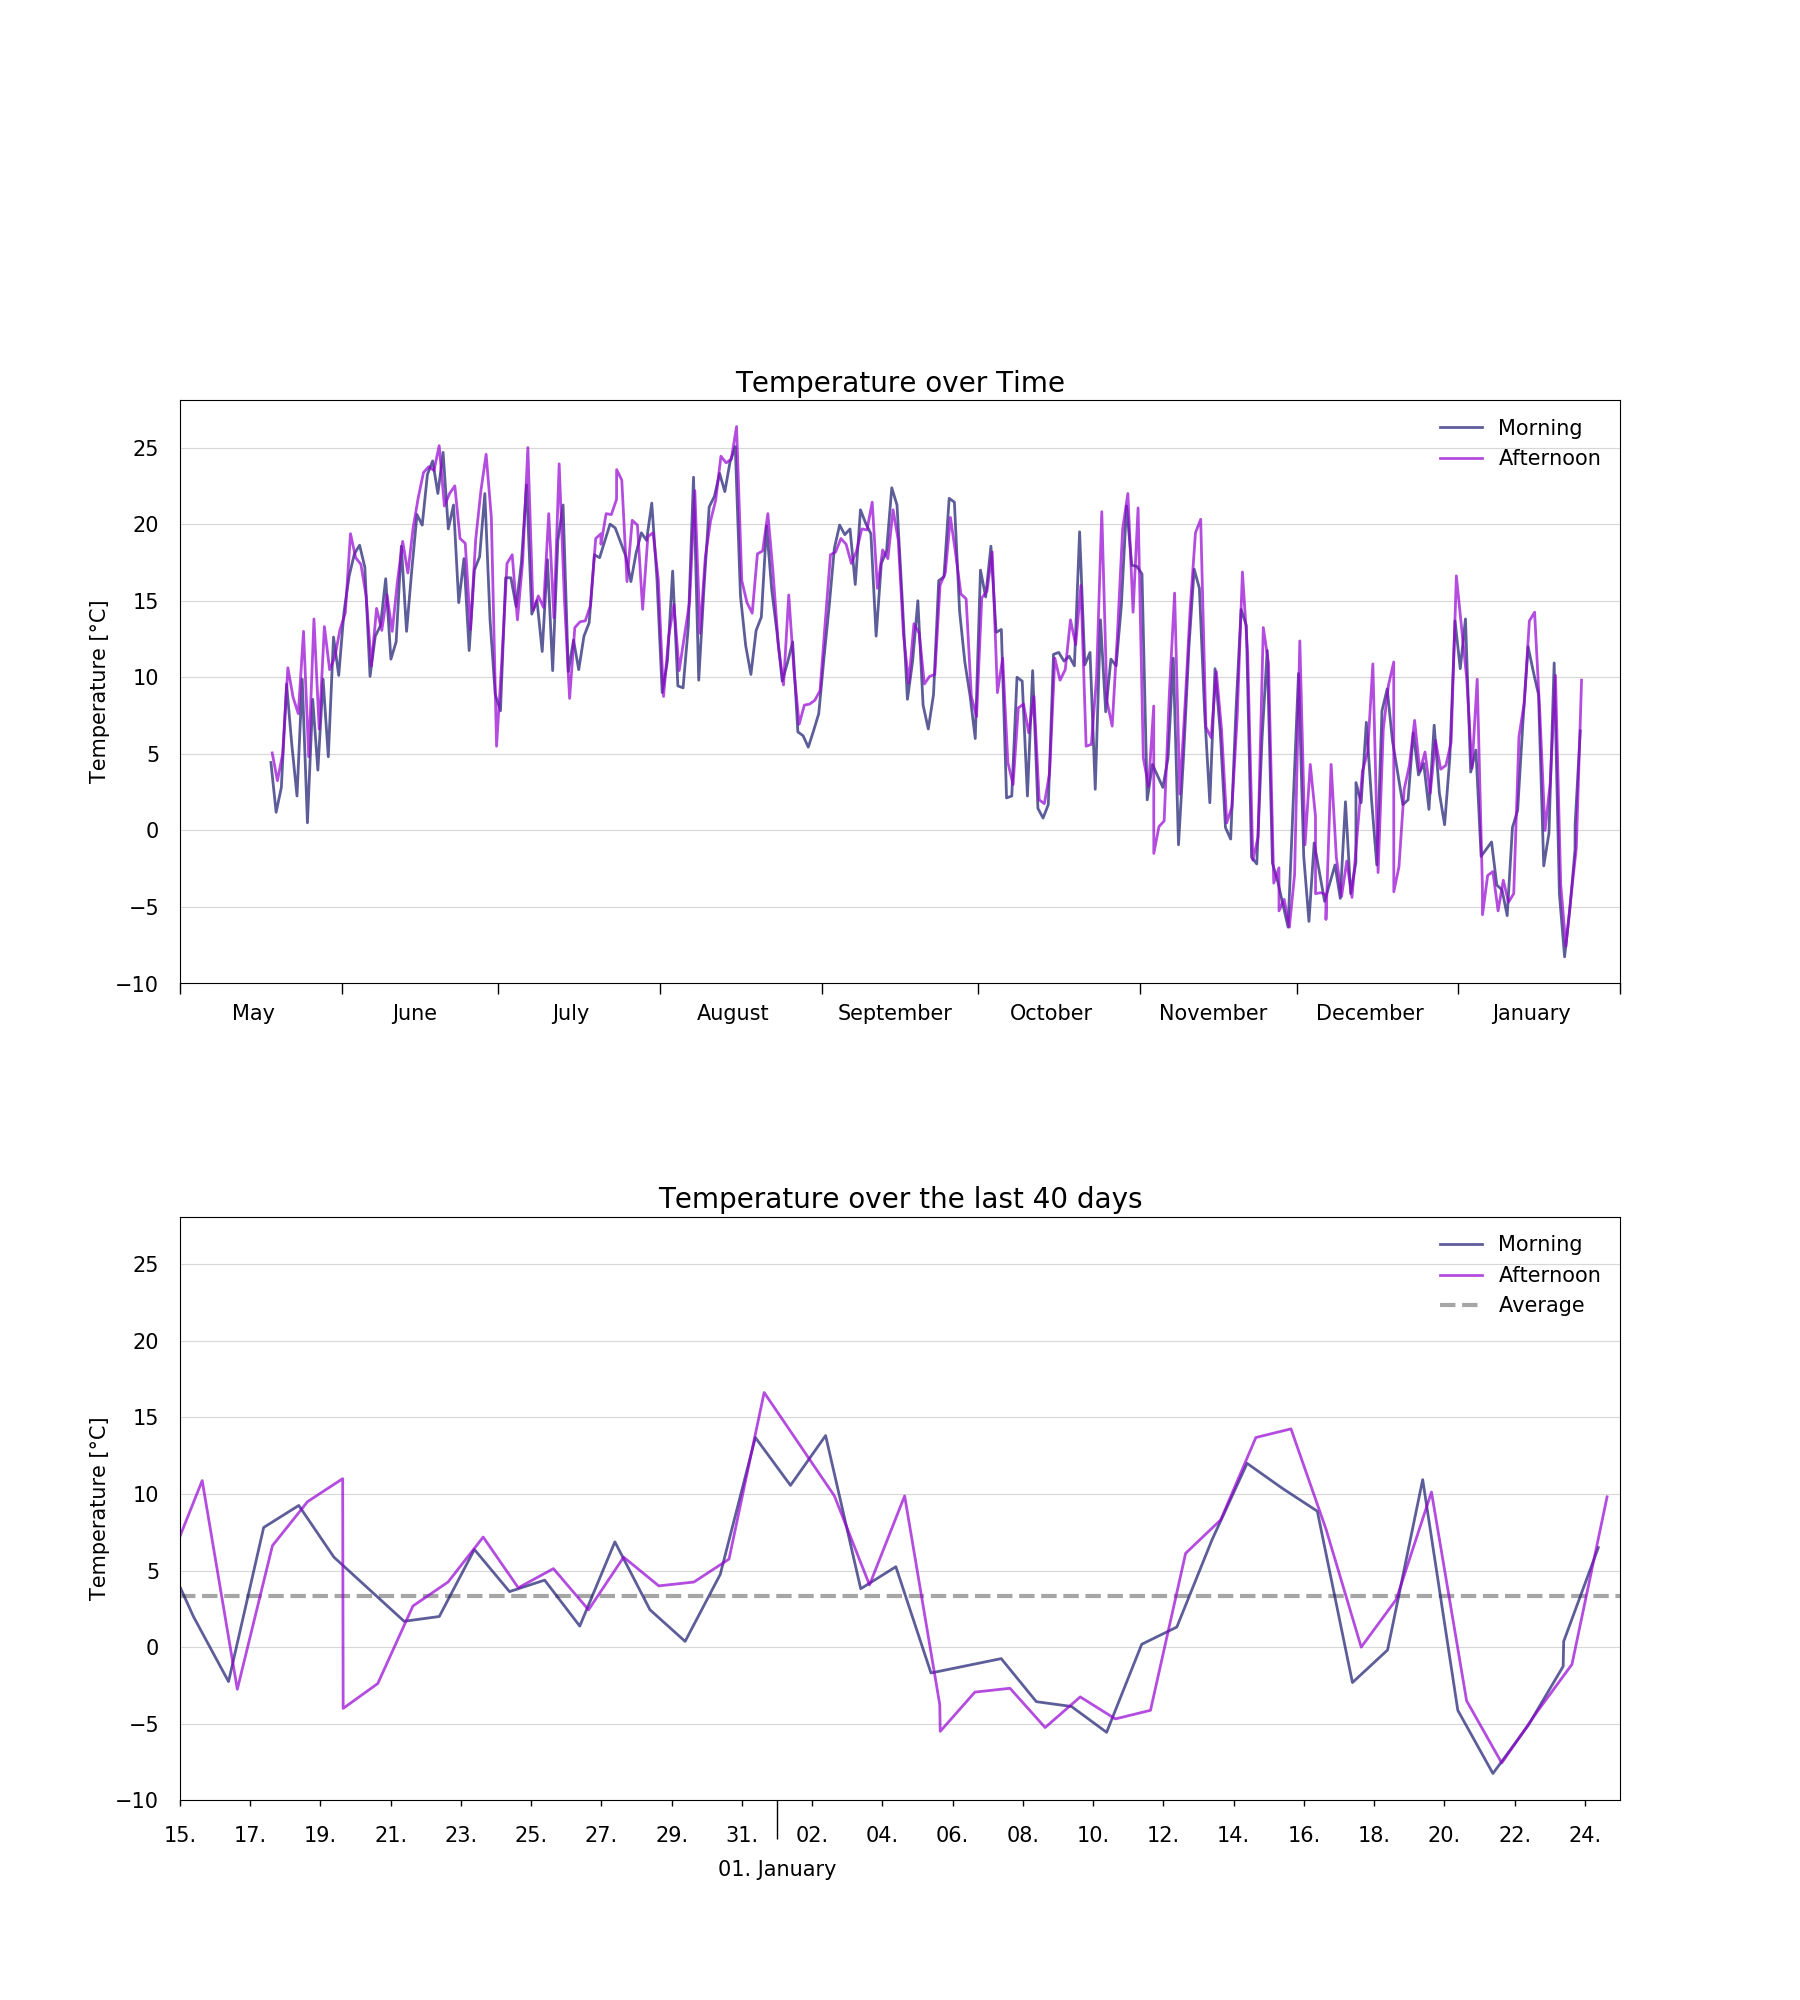 Temperature over Time
Morning
Afternoon
25
20
15
10
5
0
−5
−10
Temperature [°C]
May June July August September October November December January
Temperature over the last 40 days
Morning
Afternoon
Average
25
20
15
10
5
0
−5
−10
Temperature [°C]
15. 17. 19. 21. 23. 25. 27. 29. 31. 02. 04. 06. 08. 10. 12. 14. 16. 18. 20. 22. 24.
01. January